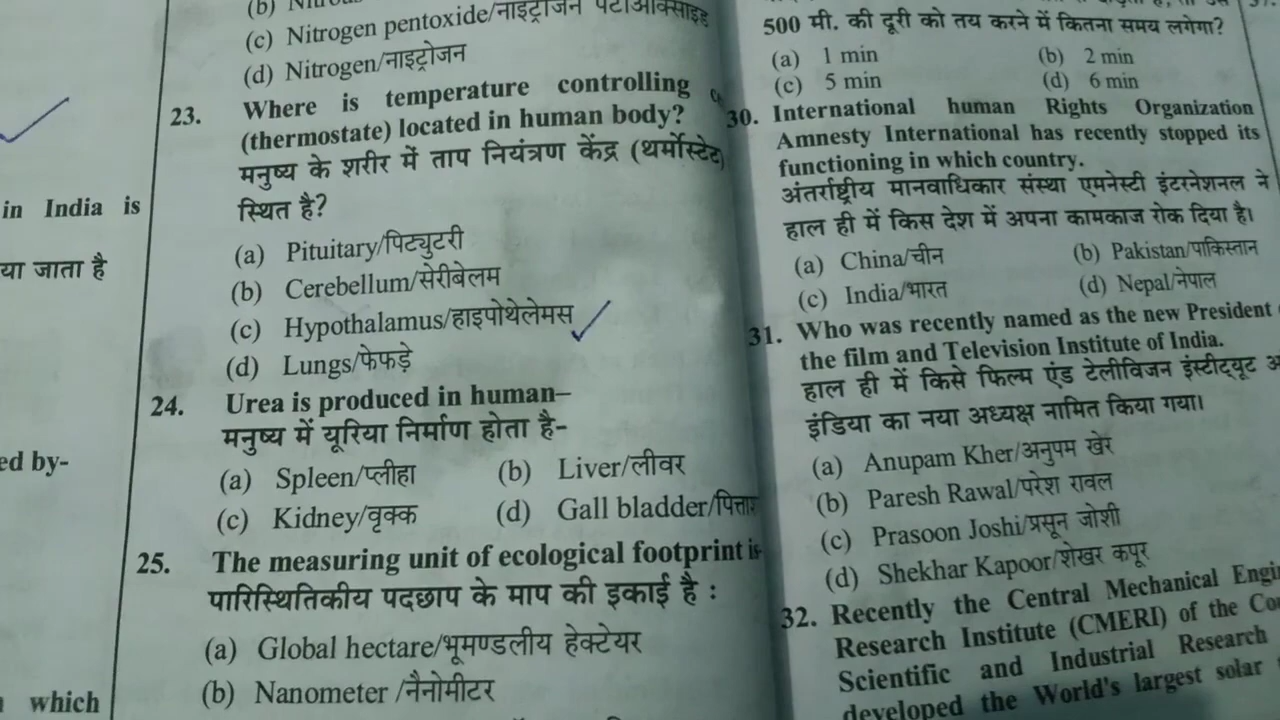 in India is
या जाता है
ed by-
which
(b)
(c) Nitrogen pentoxide/नाइट्रोजन पेंटाऑक्साइड
(d) Nitrogen/नाइट्रोजन
23. Where is temperature controlling
(thermostate) located in human body?
मनुष्य के शरीर में ताप नियंत्रण केंद्र (थर्मोस्टेट)
स्थित है?
(a) Pituitary/पिट्युटरी
(b) Cerebellum/सेरीबेलम
(c) Hypothalamus/हाइपोथेलेमस
(d) Lungs/फेफड़े
24. Urea is produced in human–
मनुष्य में यूरिया निर्माण होता है-
(a) Spleen/प्लीहा (b) Liver/लीवर
(c) Kidney/वृक्क (d) Gall bladder/पित्ताश
25. The measuring unit of ecological footprint is
पारिस्थितिकीय पदछाप के माप की इकाई है :
(a) Global hectare/भूमण्डलीय हेक्टेयर
(b) Nanometer /नैनोमीटर
500 मी. की दूरी को तय करने में कितना समय लगेगा?
(a) 1 min (b) 2 min
(c) 5 min (d) 6 min
30. International human Rights Organization
Amnesty International has recently stopped its
functioning in which country.
अंतर्राष्ट्रीय मानवाधिकार संस्था एमनेस्टी इंटरनेशनल ने
हाल ही में किस देश में अपना कामकाज रोक दिया है।
(a) China/चीन (b) Pakistan/पाकिस्तान
(c) India/भारत (d) Nepal/नेपाल
31. Who was recently named as the new President
the film and Television Institute of India.
हाल ही में किसे फिल्म एंड टेलीविजन इंस्टीट्यूट
इंडिया का नया अध्यक्ष नामित किया गया।
(a) Anupam Kher/अनुपम खेर
(b) Paresh Rawal/परेश रावल
(c) Prasoon Joshi/प्रसून जोशी
(d) Shekhar Kapoor/शेखर कपूर
32. Recently the Central Mechanical Engi
Research Institute (CMERI) of the Co
Scientific and Industrial Research
developed the World's largest solar